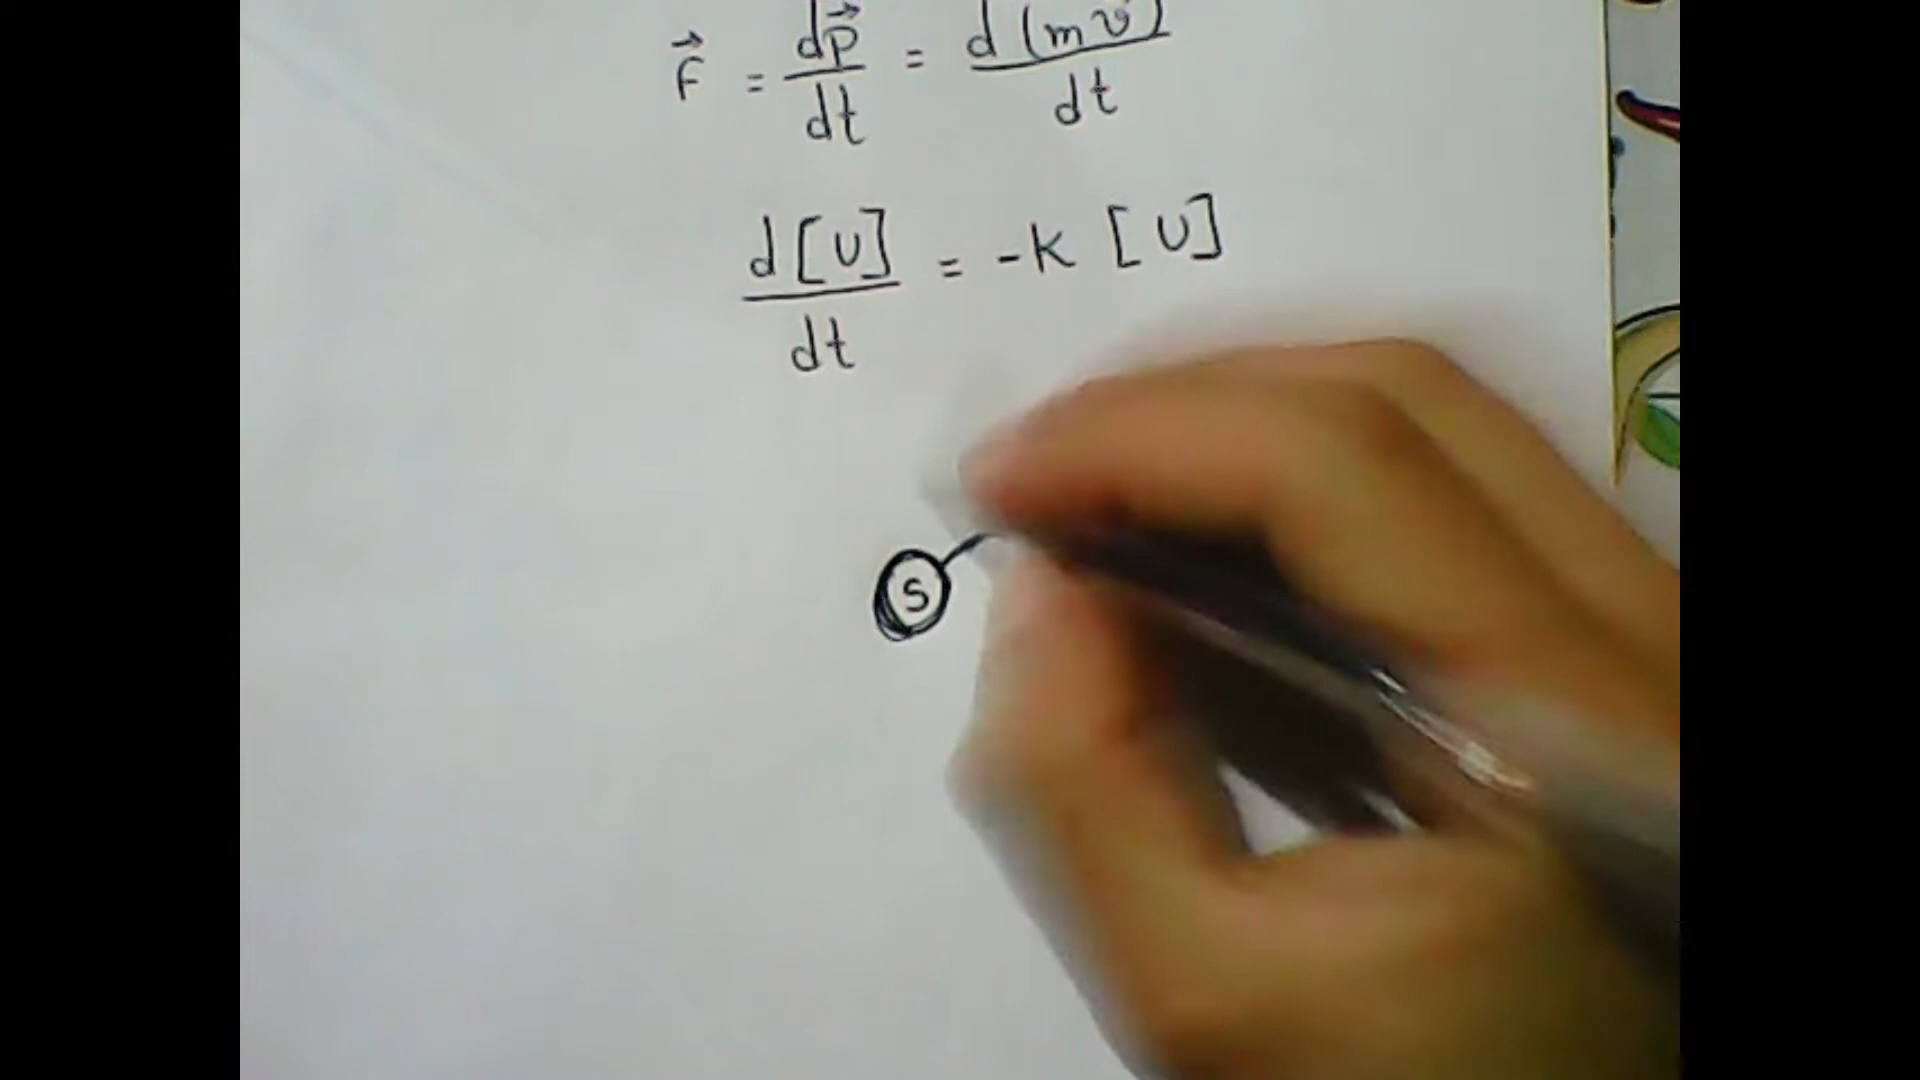 F⃗ = dp⃗/dt = d(mv)/dt
d[U]/dt = -K [U]
S